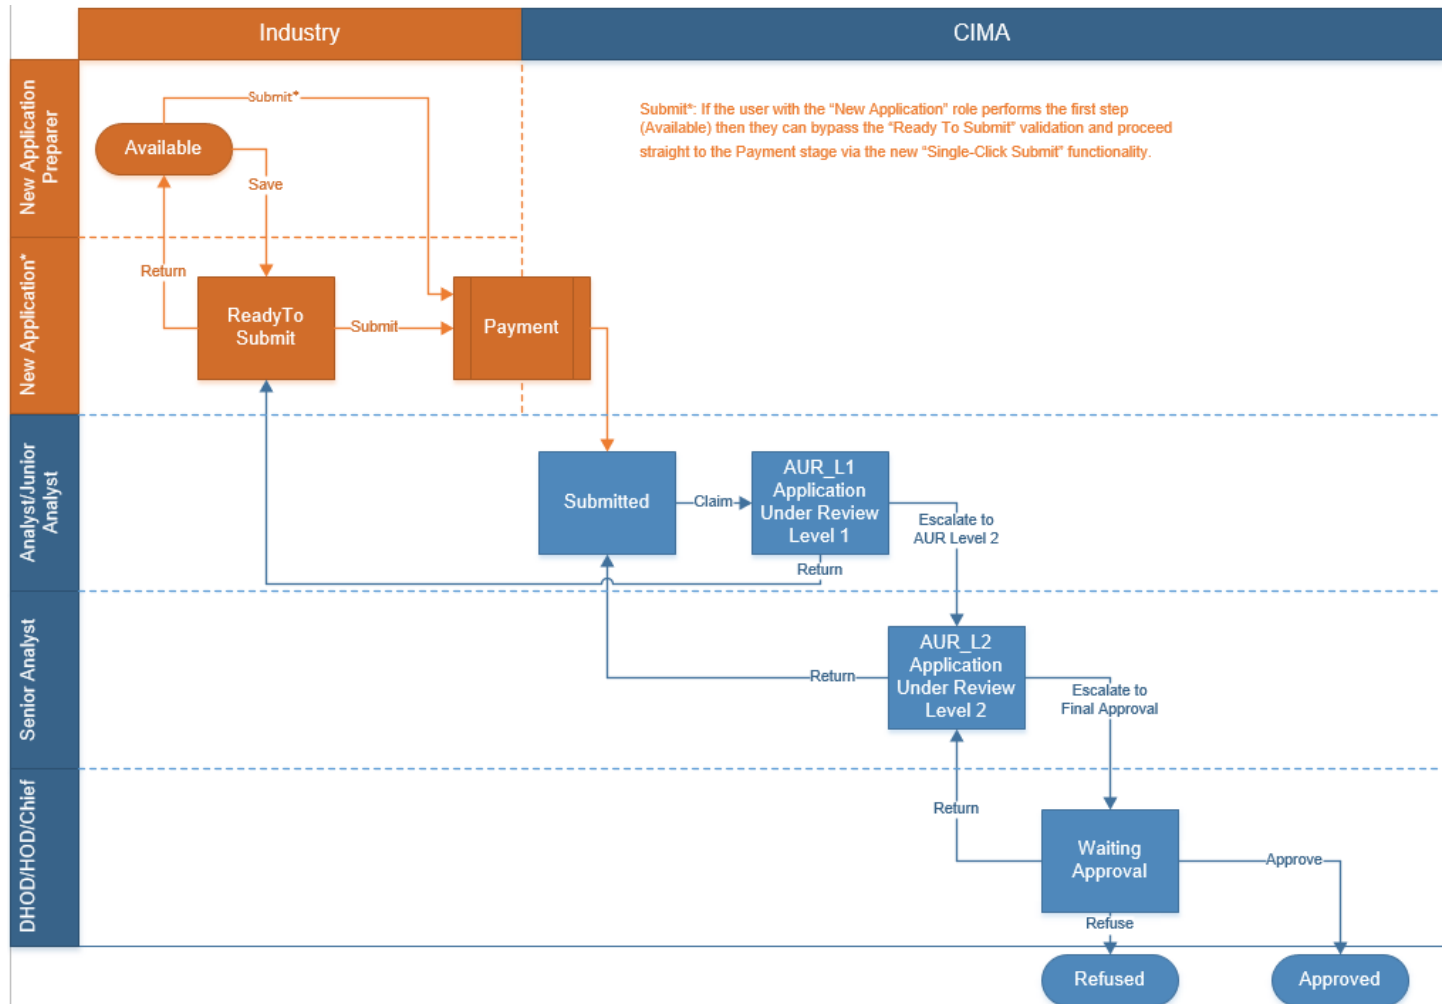 Industry
CIMA
New Application
Preparer
Submit*
Submit*: If the user with the “New Application” role performs the first step
(Available) then they can bypass the “Ready To Submit” validation and proceed
straight to the Payment stage via the new “Single-Click Submit” functionality.
Available
Save
New Application*
Return
ReadyTo
Submit
Submit
Payment
Analyst/Junior
Analyst
Submitted
Claim
AUR_L1
Application
Under Review
Level 1
Escalate to
AUR Level 2
Return
Senior Analyst
Return
AUR_L2
Application
Under Review
Level 2
Escalate to
Final Approval
DHOD/HOD/Chief
Return
Waiting
Approval
Approve
Refuse
Refused
Approved